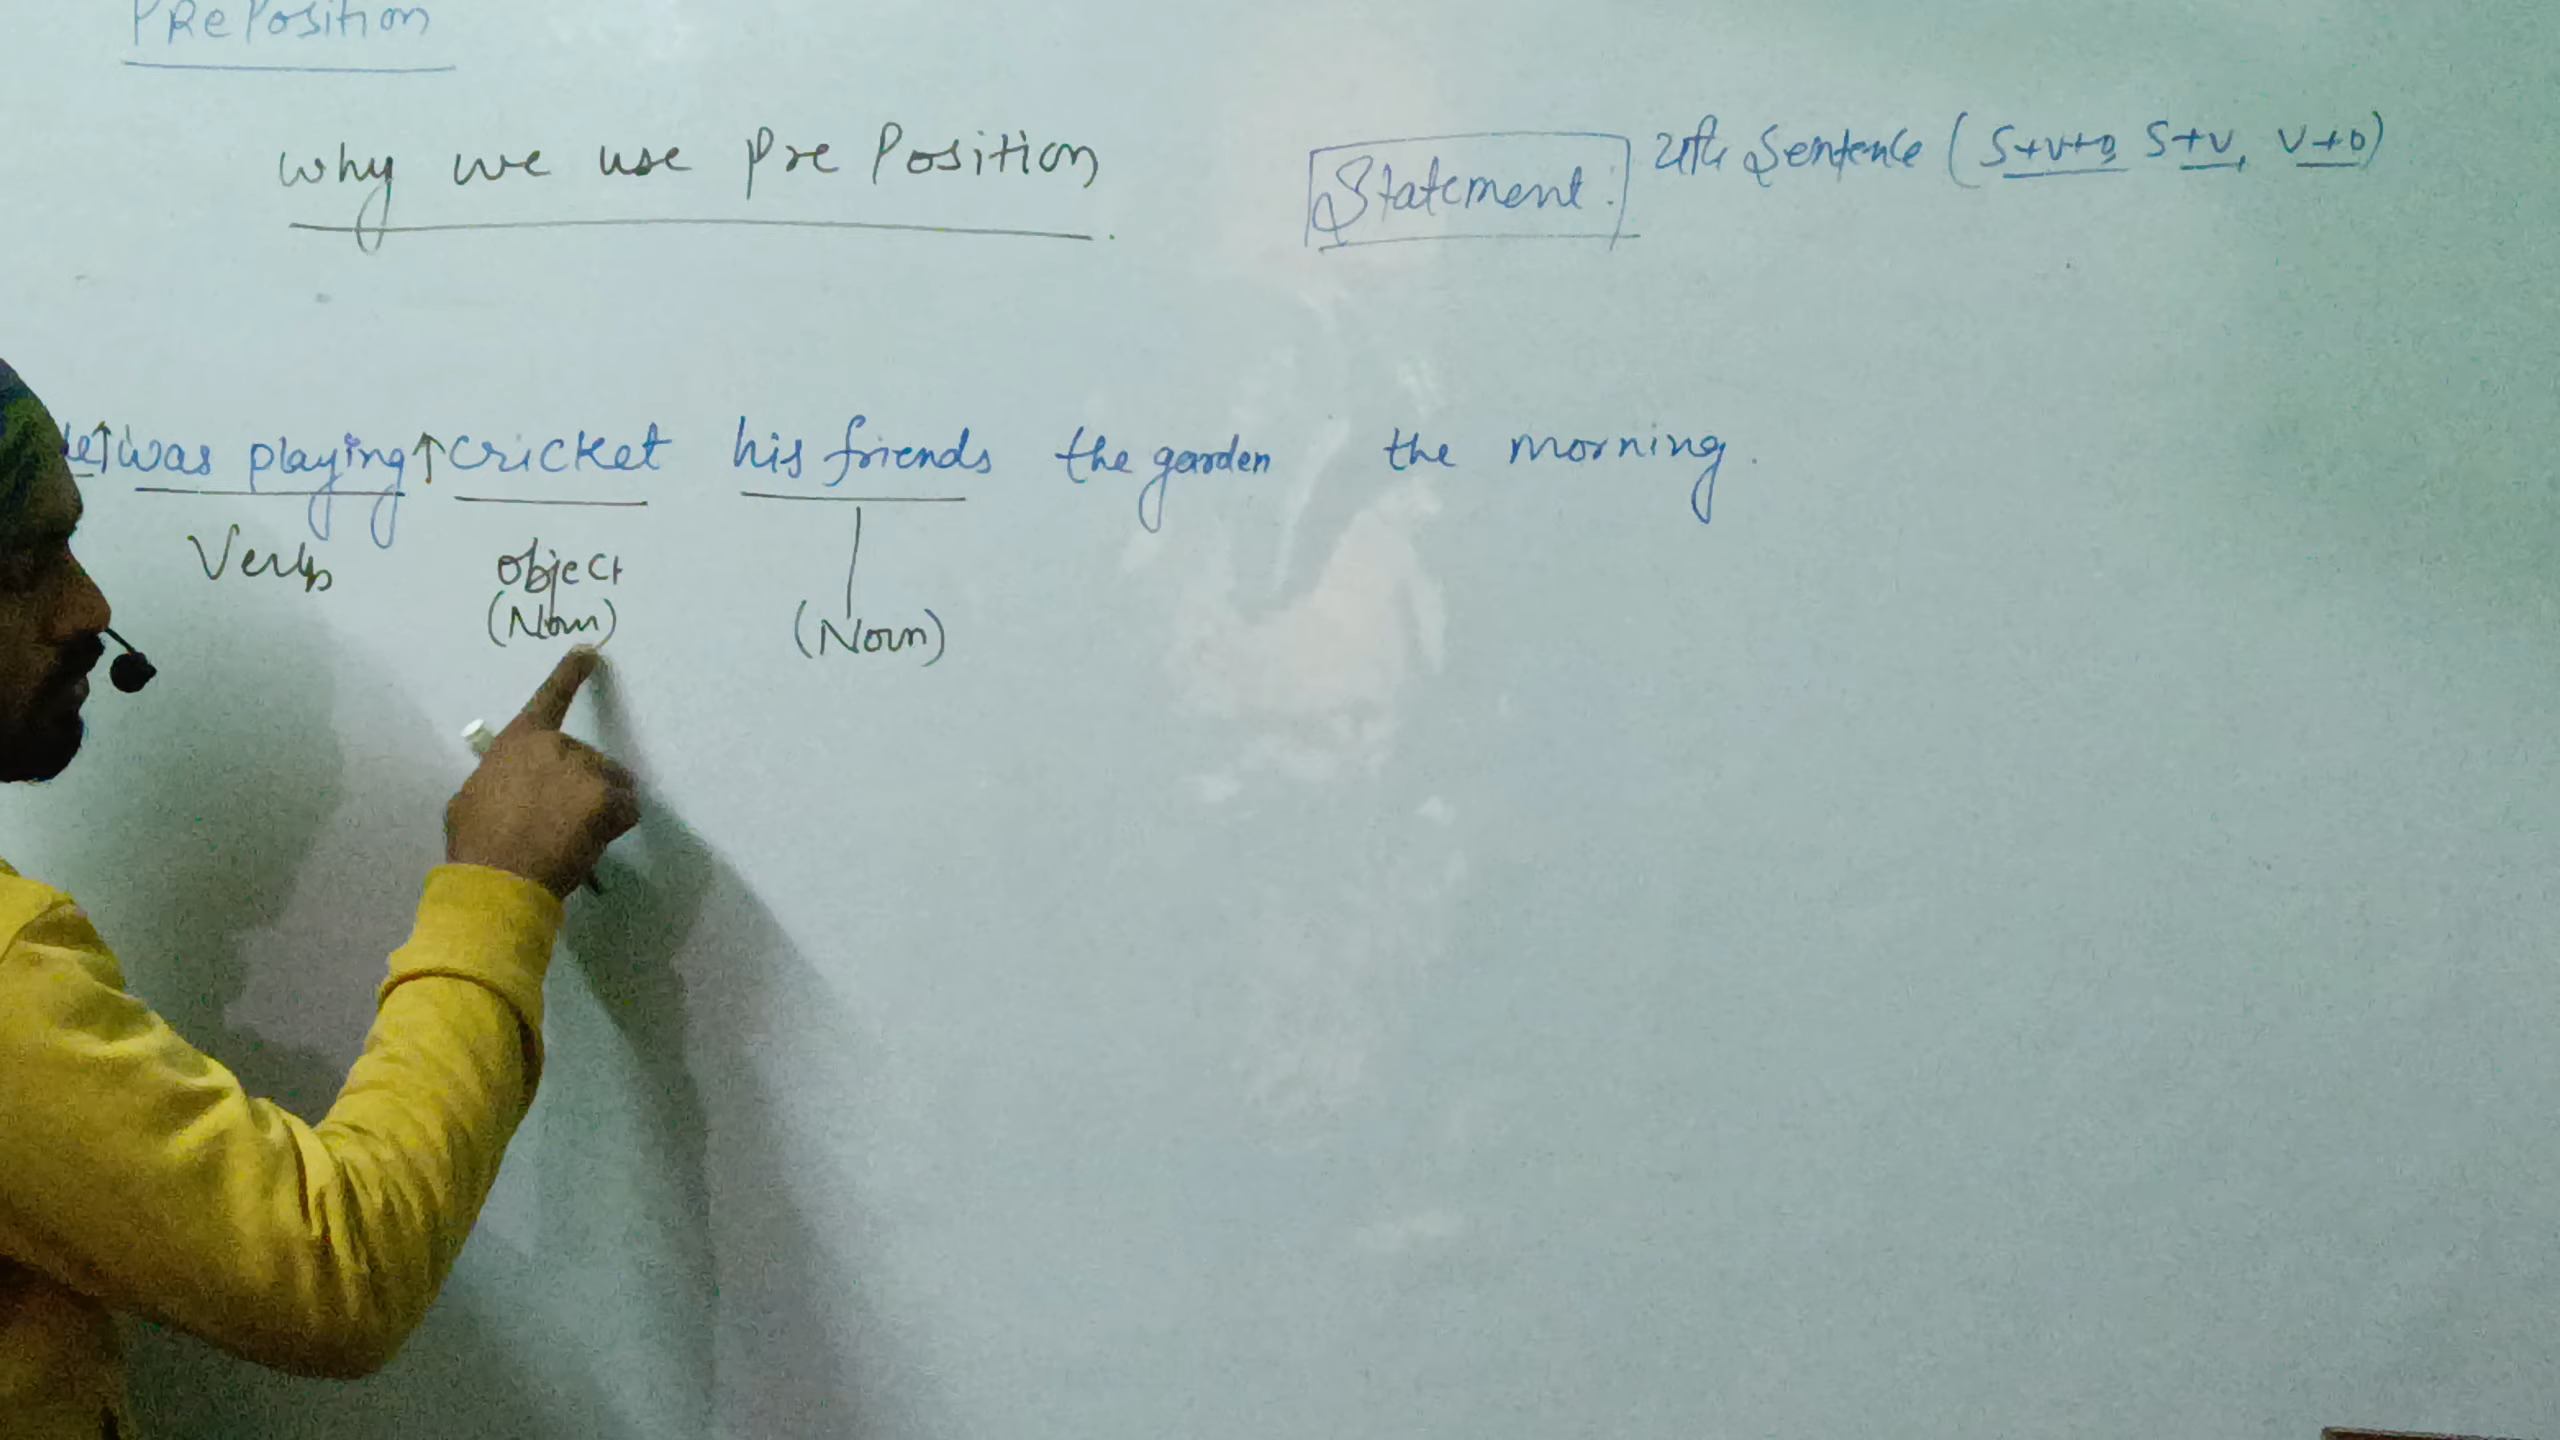 PRePosition
why we use Pre Position
Statement: यदि Sentence ( S+V+O S+V, V+O)
↑was playing↑cricket his friends the garden the morning.
Verb object
(Noun) (Noun)